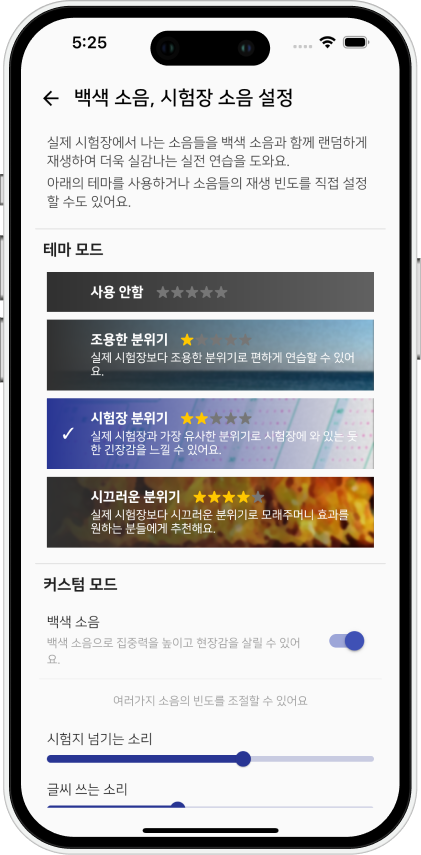 5:25
백색 소음, 시험장 소음 설정
실제 시험장에서 나는 소음들을 백색 소음과 함께 랜덤하게
재생하여 더욱 실감나는 실전 연습을 도와요.
아래의 테마를 사용하거나 소음들의 재생 빈도를 직접 설정
할 수도 있어요.
테마 모드
사용 안함
조용한 분위기
실제 시험장보다 조용한 분위기로 편하게 연습할 수 있어
요.
시험장 분위기
실제 시험장과 가장 유사한 분위기로 시험장에 와 있는 듯
한 긴장감을 느낄 수 있어요.
시끄러운 분위기
실제 시험장보다 시끄러운 분위기로 모래주머니 효과를
원하는 분들에게 추천해요.
커스텀 모드
백색 소음
백색 소음으로 집중력을 높이고 현장감을 살릴 수 있어
요.
여러가지 소음의 빈도를 조절할 수 있어요
시험지 넘기는 소리
글씨 쓰는 소리